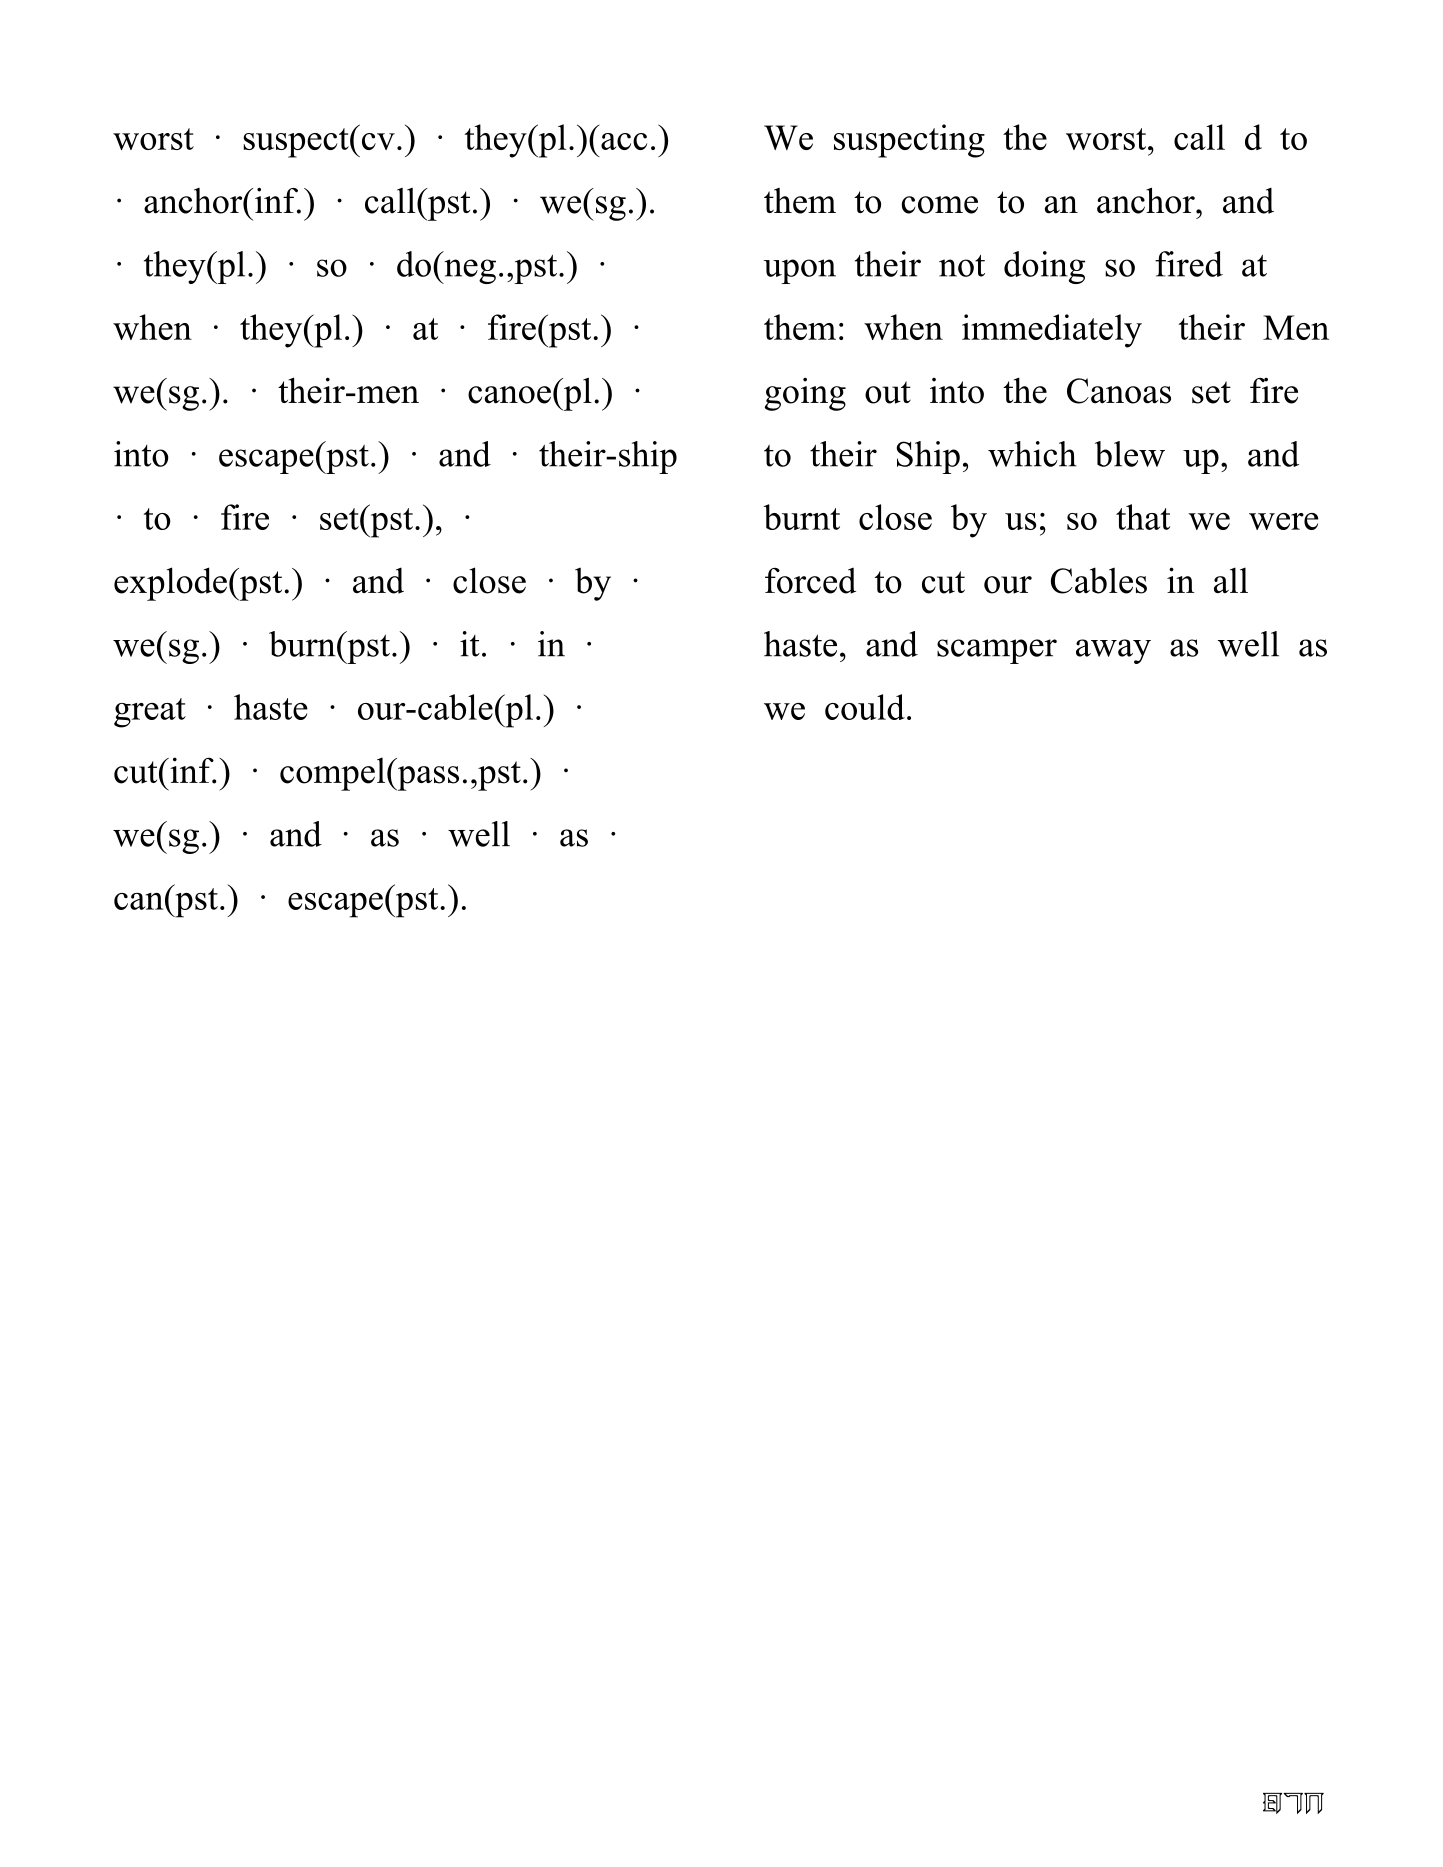 worst · suspect(cv.) · they(pl.)(acc.)
· anchor(inf.) · call(pst.) · we(sg.).
· they(pl.) · so · do(neg.,pst.) ·
when · they(pl.) · at · fire(pst.) ·
we(sg.). · their-men · canoe(pl.) ·
into · escape(pst.) · and · their-ship
· to · fire · set(pst.), ·
explode(pst.) · and · close · by ·
we(sg.) · burn(pst.) · it. · in ·
great · haste · our-cable(pl.) ·
cut(inf.) · compel(pass.,pst.) ·
we(sg.) · and · as · well · as ·
can(pst.) · escape(pst.).
We suspecting the worst, call d to
them to come to an anchor, and
upon their not doing so fired at
them: when immediately their Men
going out into the Canoas set fire
to their Ship, which blew up, and
burnt close by us; so that we were
forced to cut our Cables in all
haste, and scamper away as well as
we could.